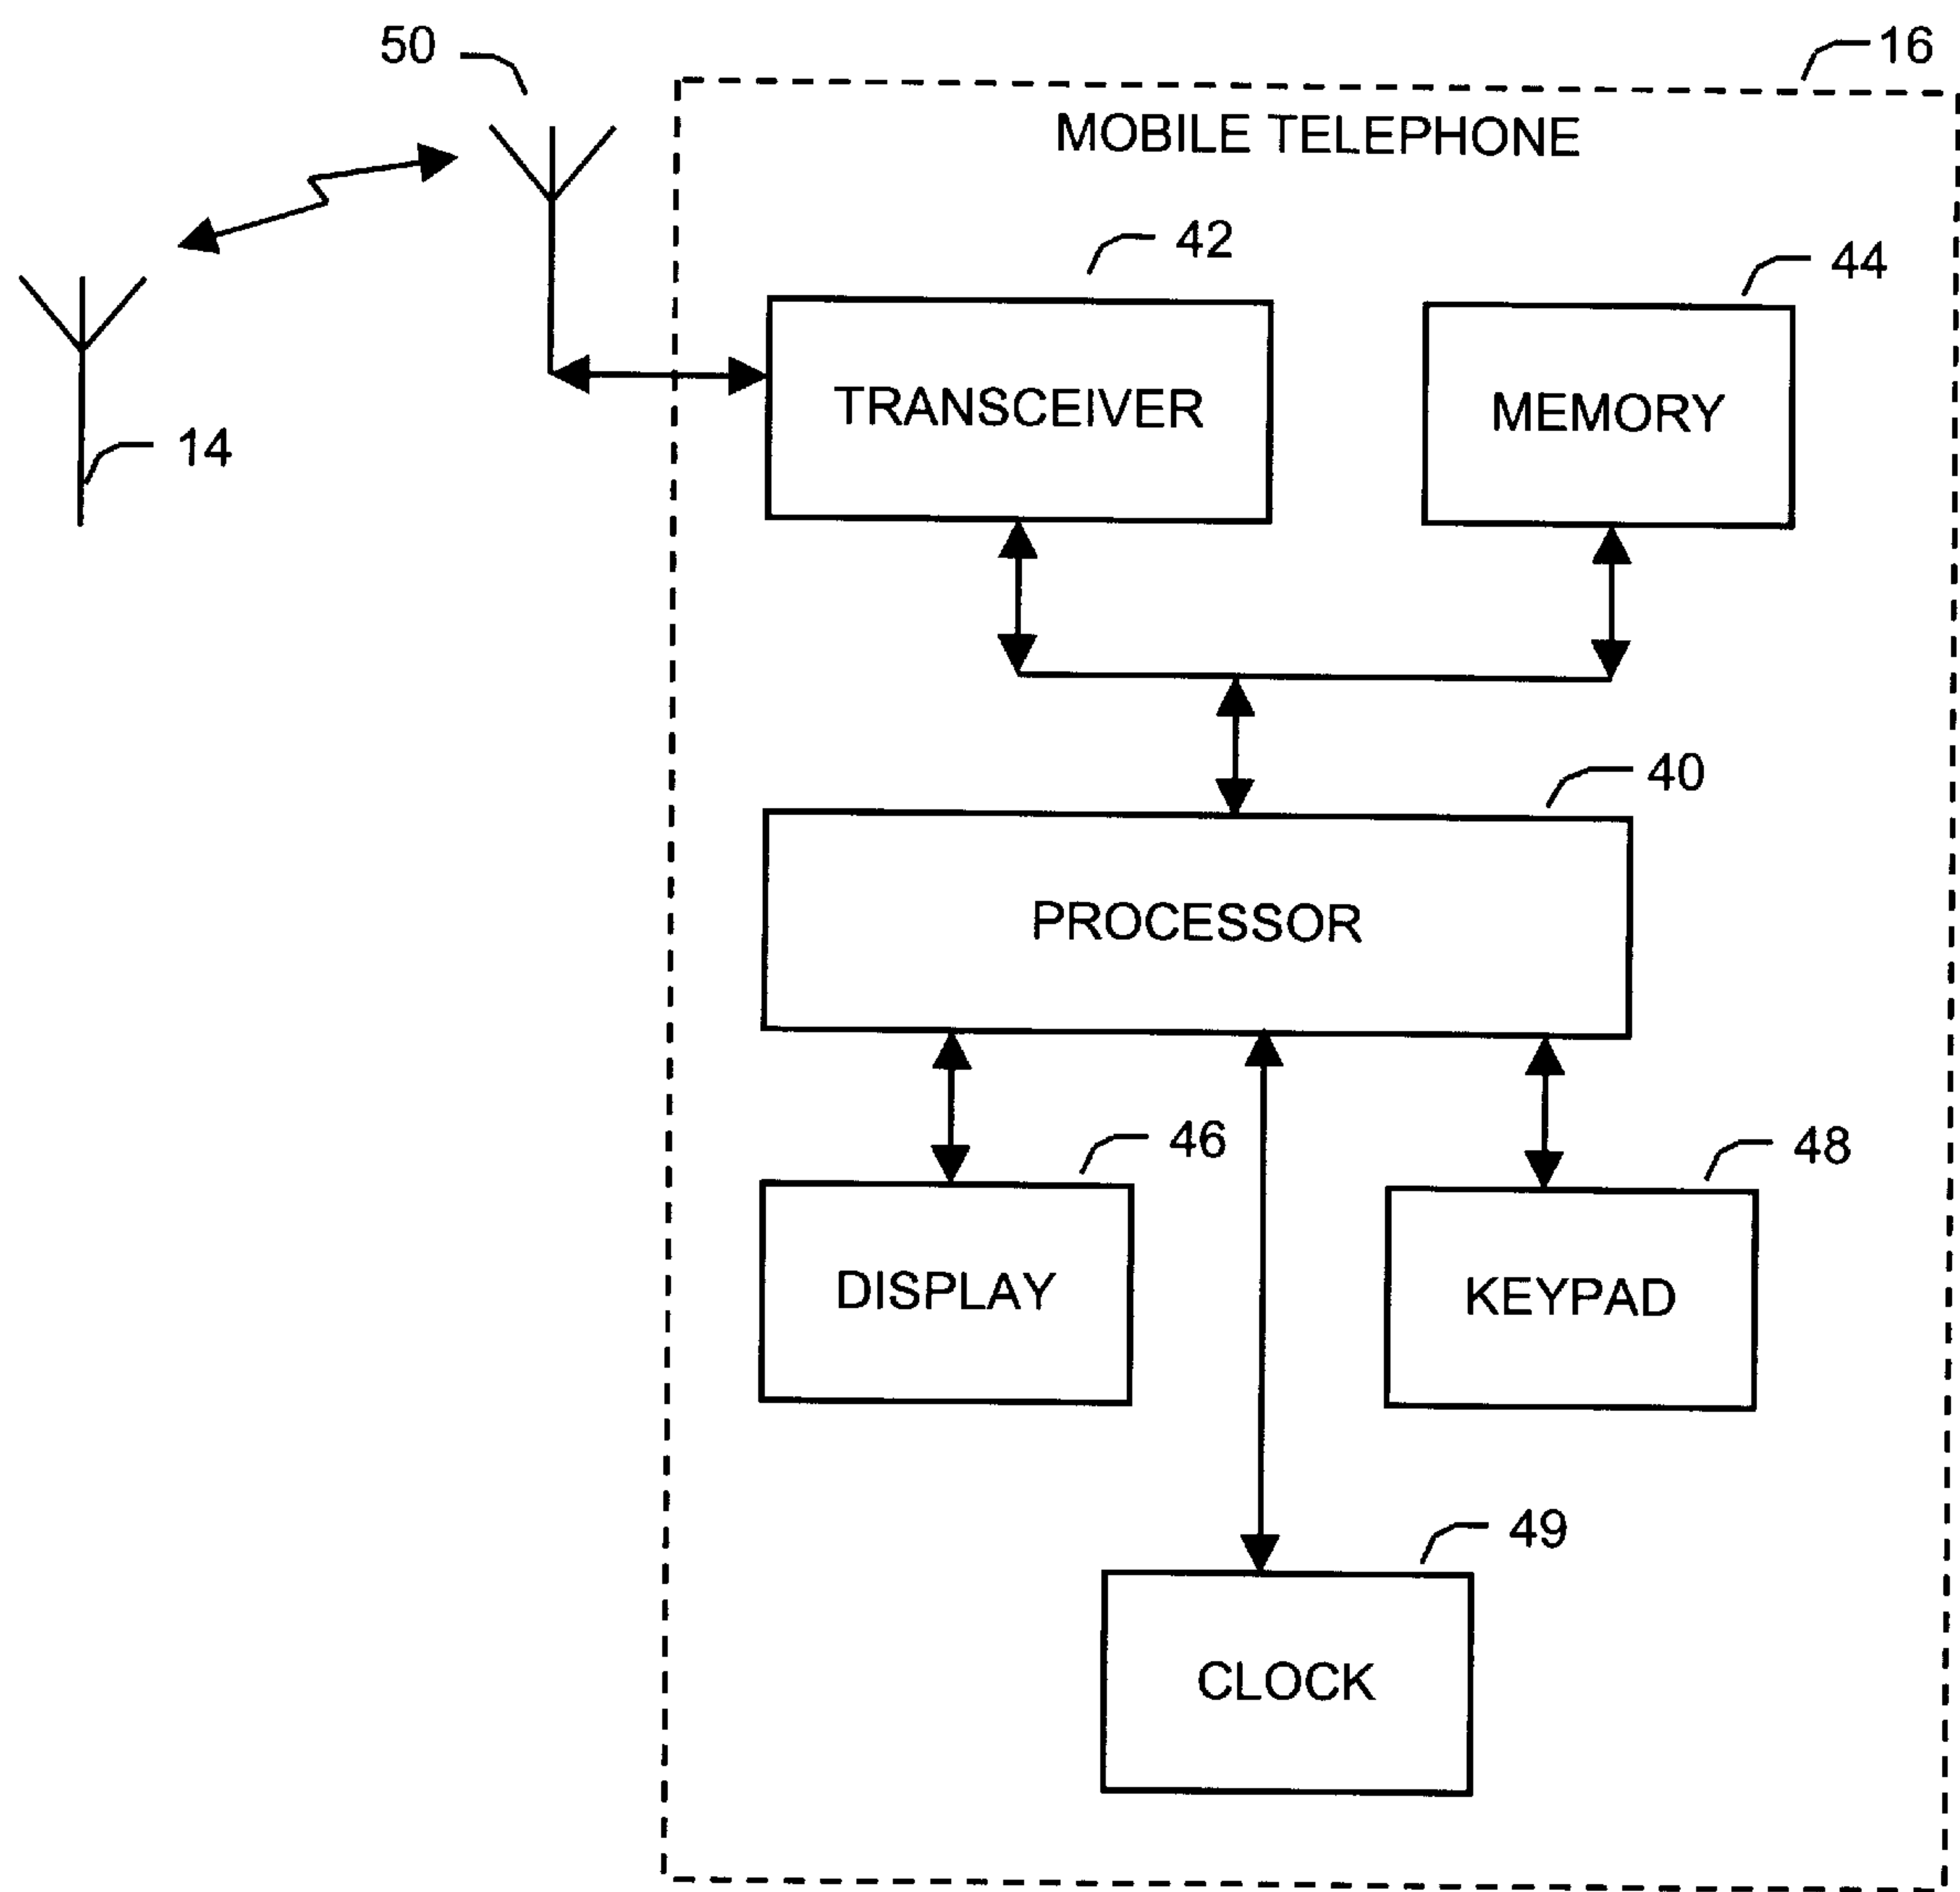 50
16
MOBILE TELEPHONE
42
44
TRANSCEIVER
MEMORY
14
40
PROCESSOR
46
48
DISPLAY
KEYPAD
49
CLOCK